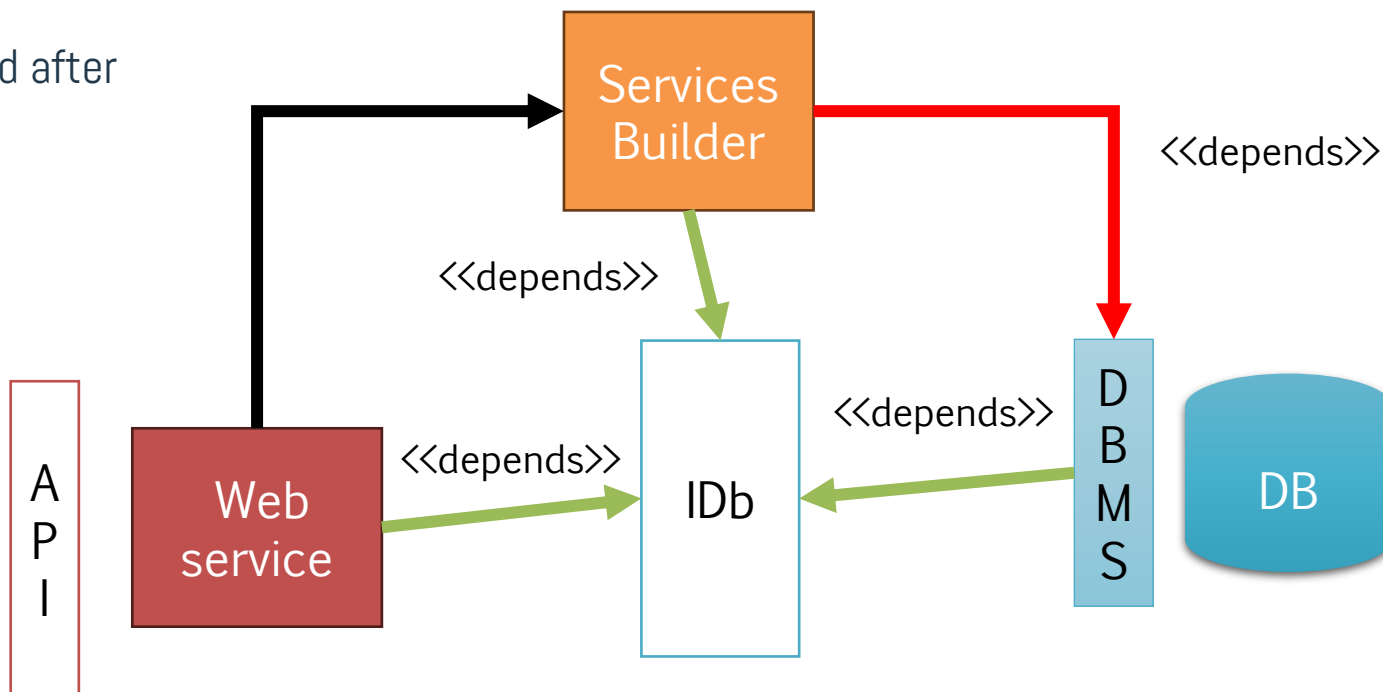 d after
Services
Builder
<<depends>>
<<depends>>
<<depends>>
<<depends>>
A
P
I
Web
service
IDb
D
B
M
S
DB